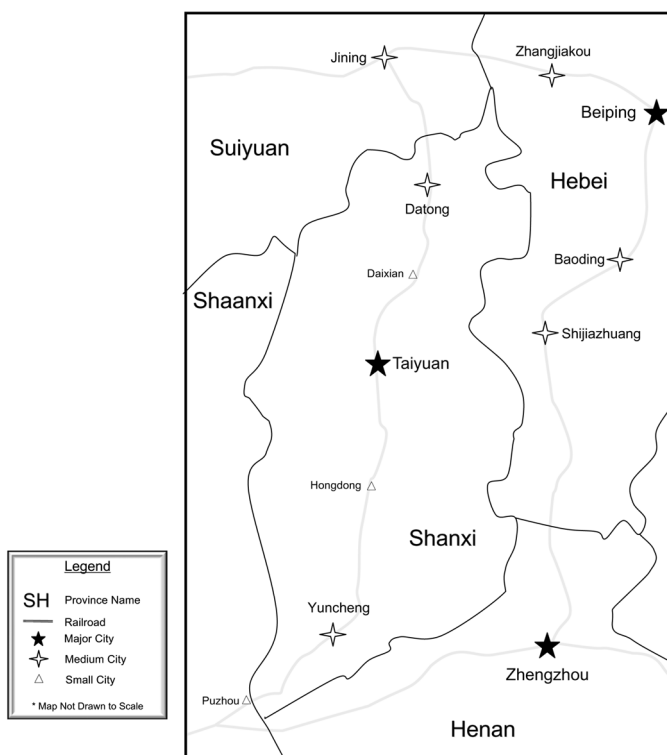 Jining
Zhangjiakou
Beiping
Suiyuan
Hebei
Datong
Baoding
Daixian
Shaanxi
Shijiazhuang
Taiyuan
Hongdong
Shanxi
Yuncheng
Zhengzhou
Puzhou
Henan
Legend
SH Province Name
Railroad
Major City
Medium City
Small City
* Map Not Drawn to Scale